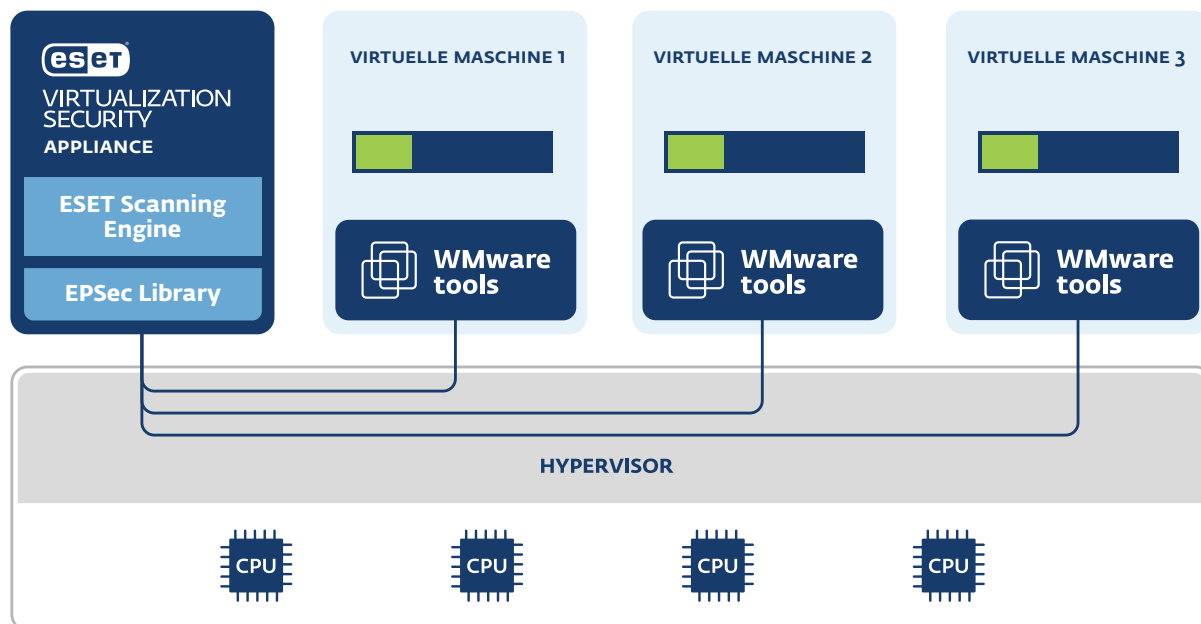 eset
VIRTUALIZATION
SECURITY
APPLIANCE
ESET Scanning
Engine
EPSec Library
VIRTUELLE MASCHINE 1
WMware
tools
VIRTUELLE MASCHINE 2
WMware
tools
VIRTUELLE MASCHINE 3
WMware
tools
HYPERVISOR
CPU
CPU
CPU
CPU